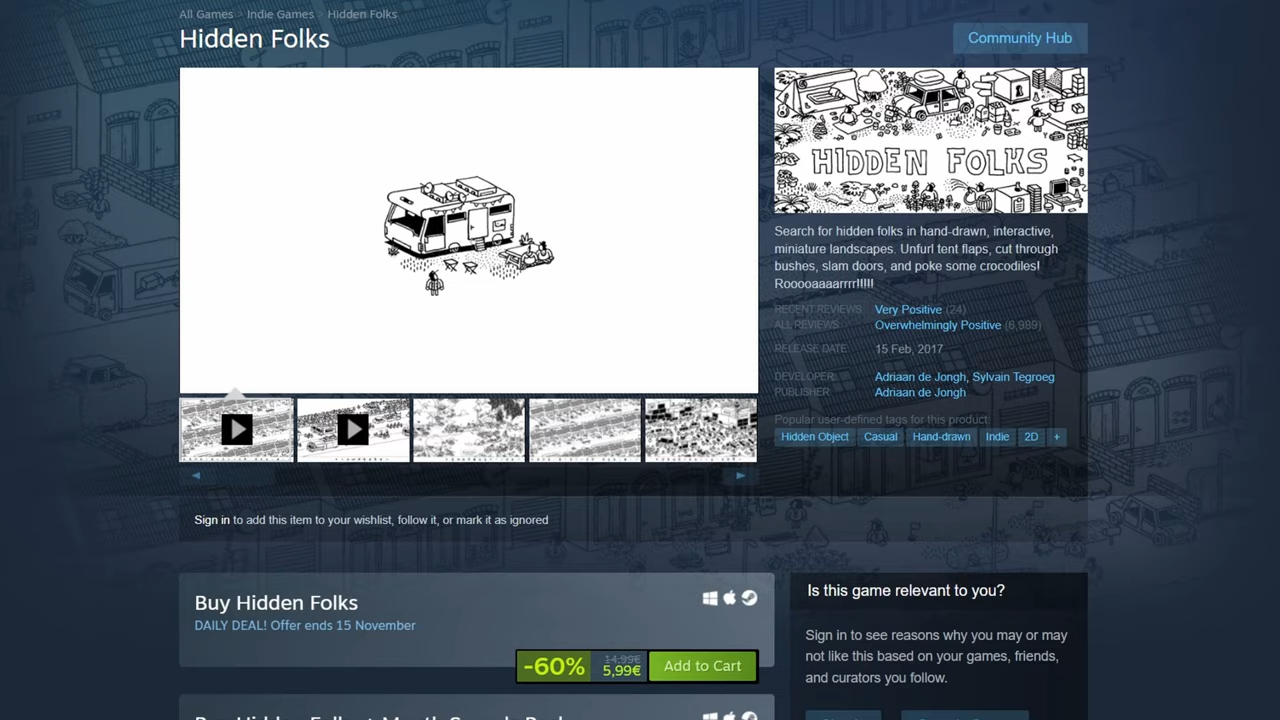 All Games > Indie Games > Hidden Folks
Hidden Folks
Community Hub
HIDDEN FOLKS
Search for hidden folks in hand-drawn, interactive,
miniature landscapes. Unfurl tent flaps, cut through
bushes, slam doors, and poke some crocodiles!
Rooooaaaarrrr!!!!!
RECENT REVIEWS: Very Positive (24)
ALL REVIEWS: Overwhelmingly Positive (6,989)
RELEASE DATE: 15 Feb, 2017
DEVELOPER: Adriaan de Jongh, Sylvain Tegroeg
PUBLISHER: Adriaan de Jongh
Popular user-defined tags for this product:
Hidden Object Casual Hand-drawn Indie 2D +
Sign in to add this item to your wishlist, follow it, or mark it as ignored
Buy Hidden Folks
DAILY DEAL! Offer ends 15 November
-60% 14,99€ 5,99€ Add to Cart
Is this game relevant to you?
Sign in to see reasons why you may or may
not like this based on your games, friends,
and curators you follow.